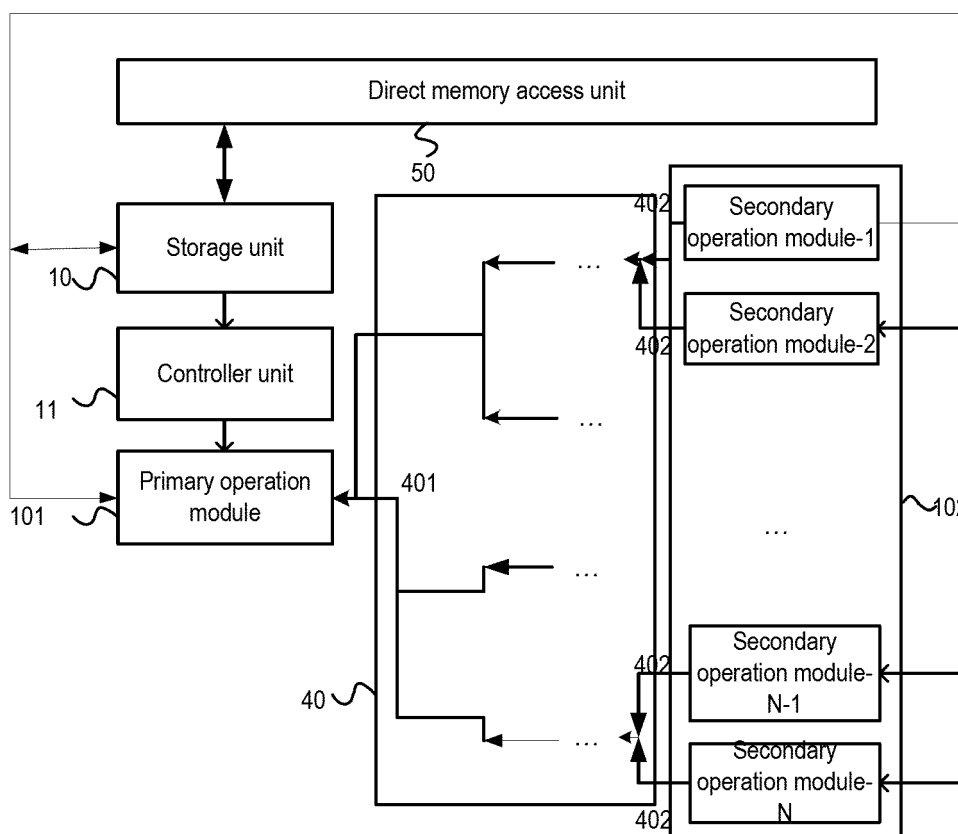 Direct memory access unit
50
402
Secondary
operation module-1
Storage unit
10
...
Secondary
operation module-2
402
Controller unit
11
...
Primary operation
module
101
401
102
...
...
402
Secondary
operation module-
N-1
40
...
Secondary
operation module-
N
402